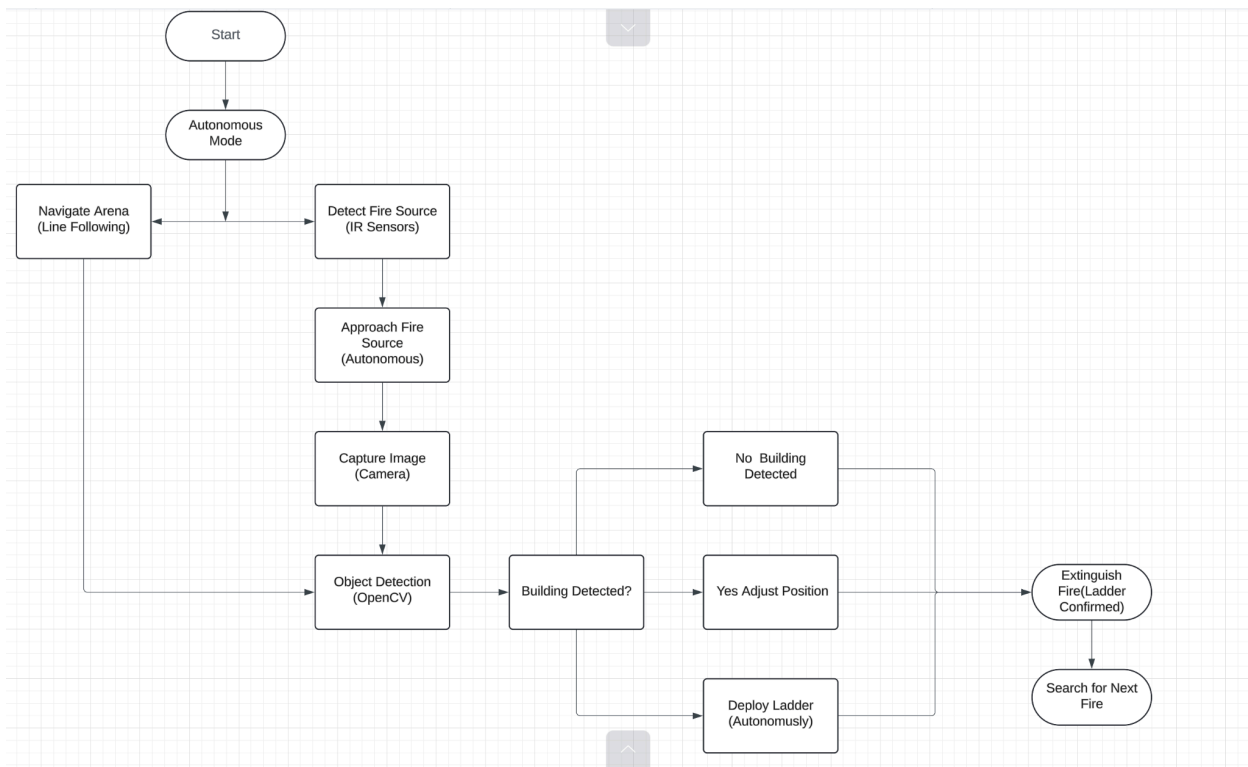 Start
Autonomous
Mode
Navigate Arena
(Line Following)
Detect Fire Source
(IR Sensors)
Approach Fire
Source
(Autonomous)
Capture Image
(Camera)
Object Detection
(OpenCV)
Building Detected?
No Building
Detected
Yes Adjust Position
Deploy Ladder
(Autonomusly)
Extinguish
Fire(Ladder
Confirmed)
Search for Next
Fire